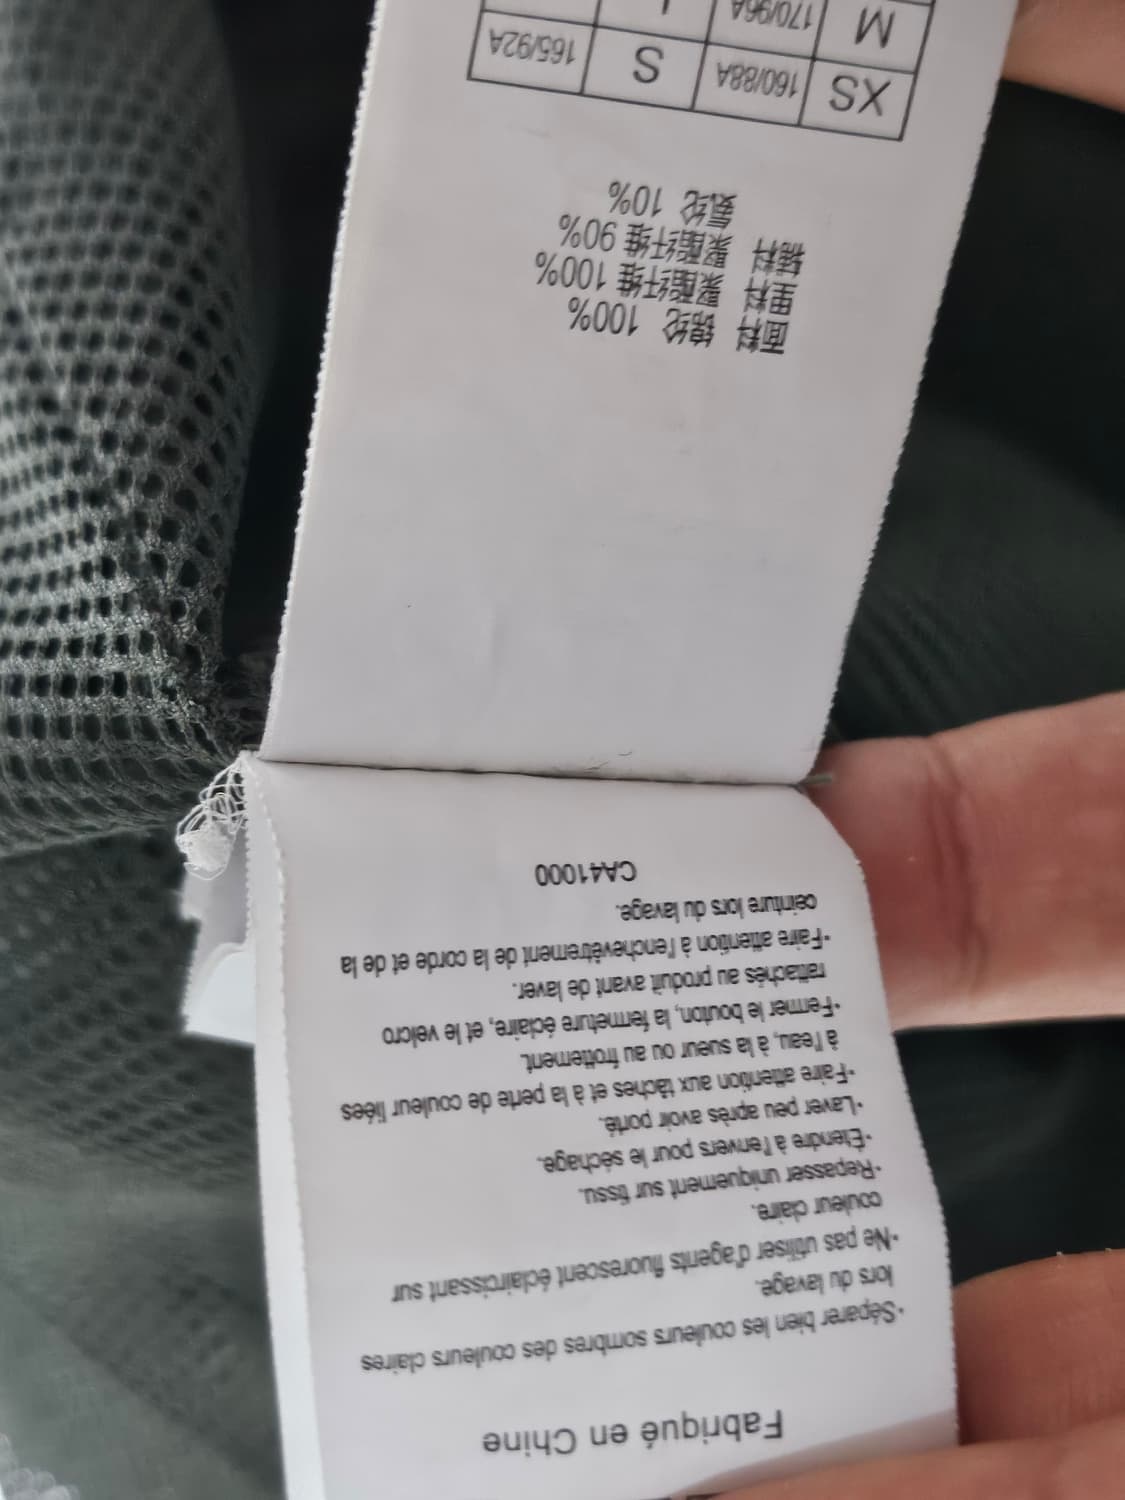 Fabriqué en Chine
•Séparer bien les couleurs sombres des couleurs claires
lors du lavage.
•Ne pas utiliser d'agents fluorescent éclaircissant sur
couleur claire.
•Repasser uniquement sur tissu.
•Étendre à l'envers pour le séchage.
•Laver peu après avoir porté.
•Faire attention aux tâches et à la perte de couleur liées
à l'eau, à la sueur ou au frottement.
•Fermer le bouton, la fermeture éclaire, et le velcro
rattachés au produit avant de laver.
•Faire attention à l'enchevêtrement de la corde et de la
ceinture lors du lavage.
CA41000
面料 锦纶 100%
里料 聚酯纤维 100%
辅料 聚酯纤维 90%
氨纶 10%
XS 160/88A S 165/92A
M 170/96A